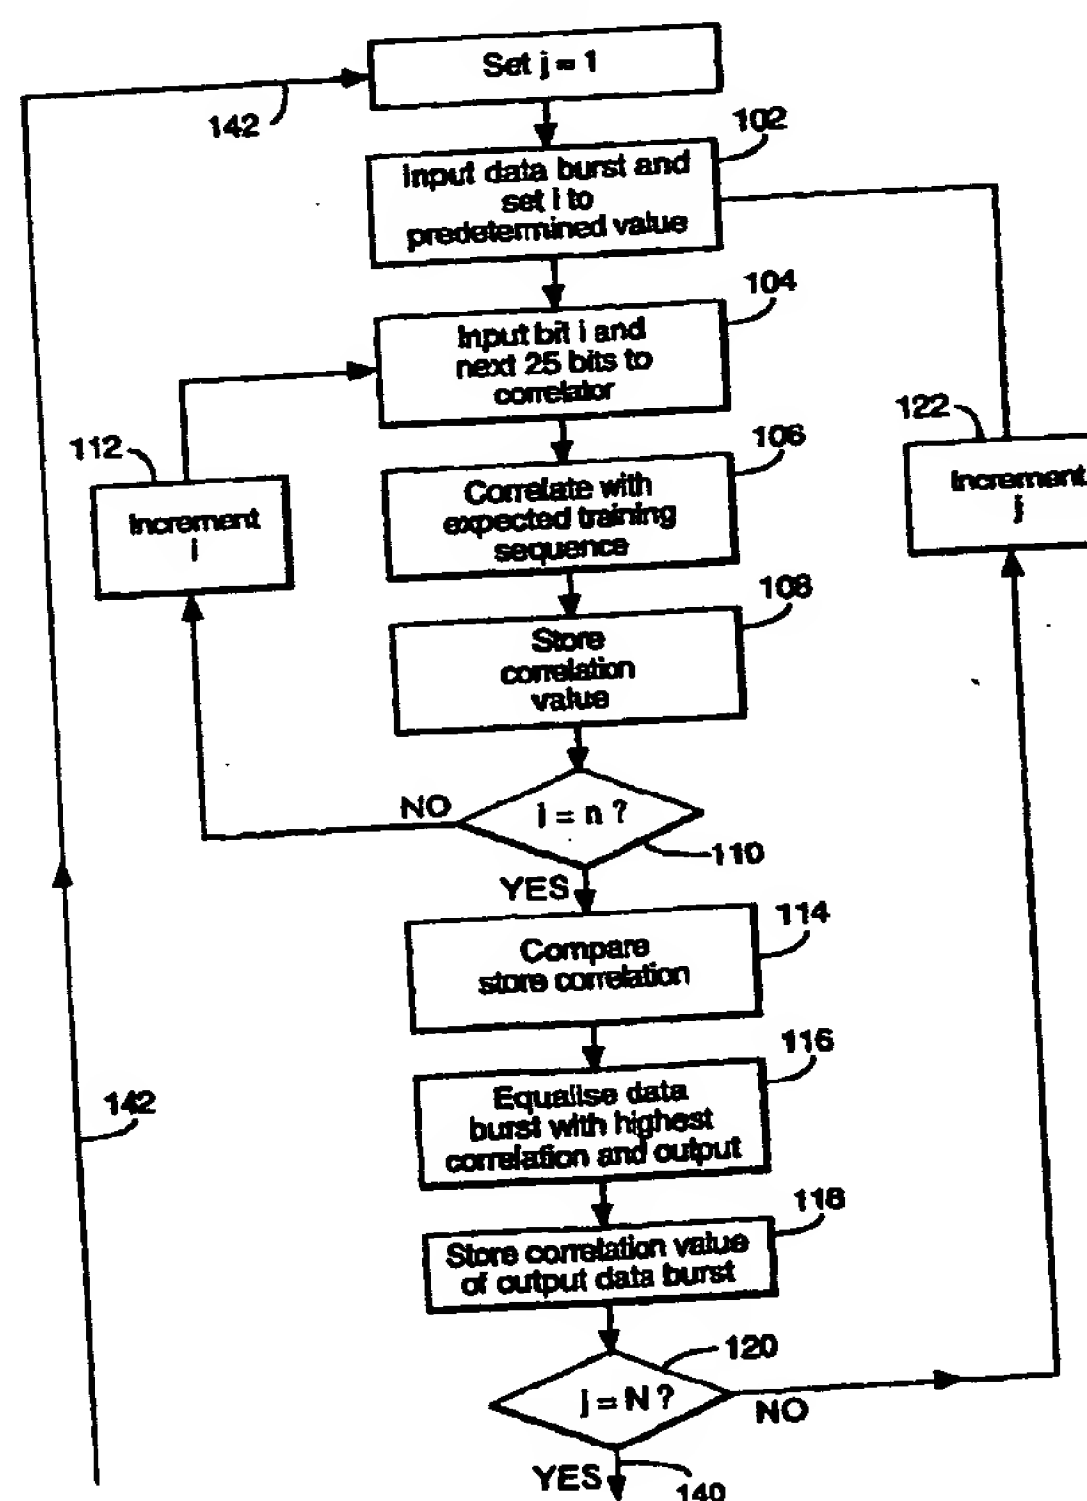 Set j = 1
142
102
Input data burst and
set i to
predetermined value
104
Input bit i and
next 25 bits to
correlator
122
112
106
Increment
j
Correlate with
expected training
sequence
Increment
i
108
Store
correlation
value
NO
i = n ?
110
YES
114
Compare
store correlation
116
Equalise data
burst with highest
correlation and output
142
118
Store correlation value
of output data burst
120
j = N ?
NO
YES
140